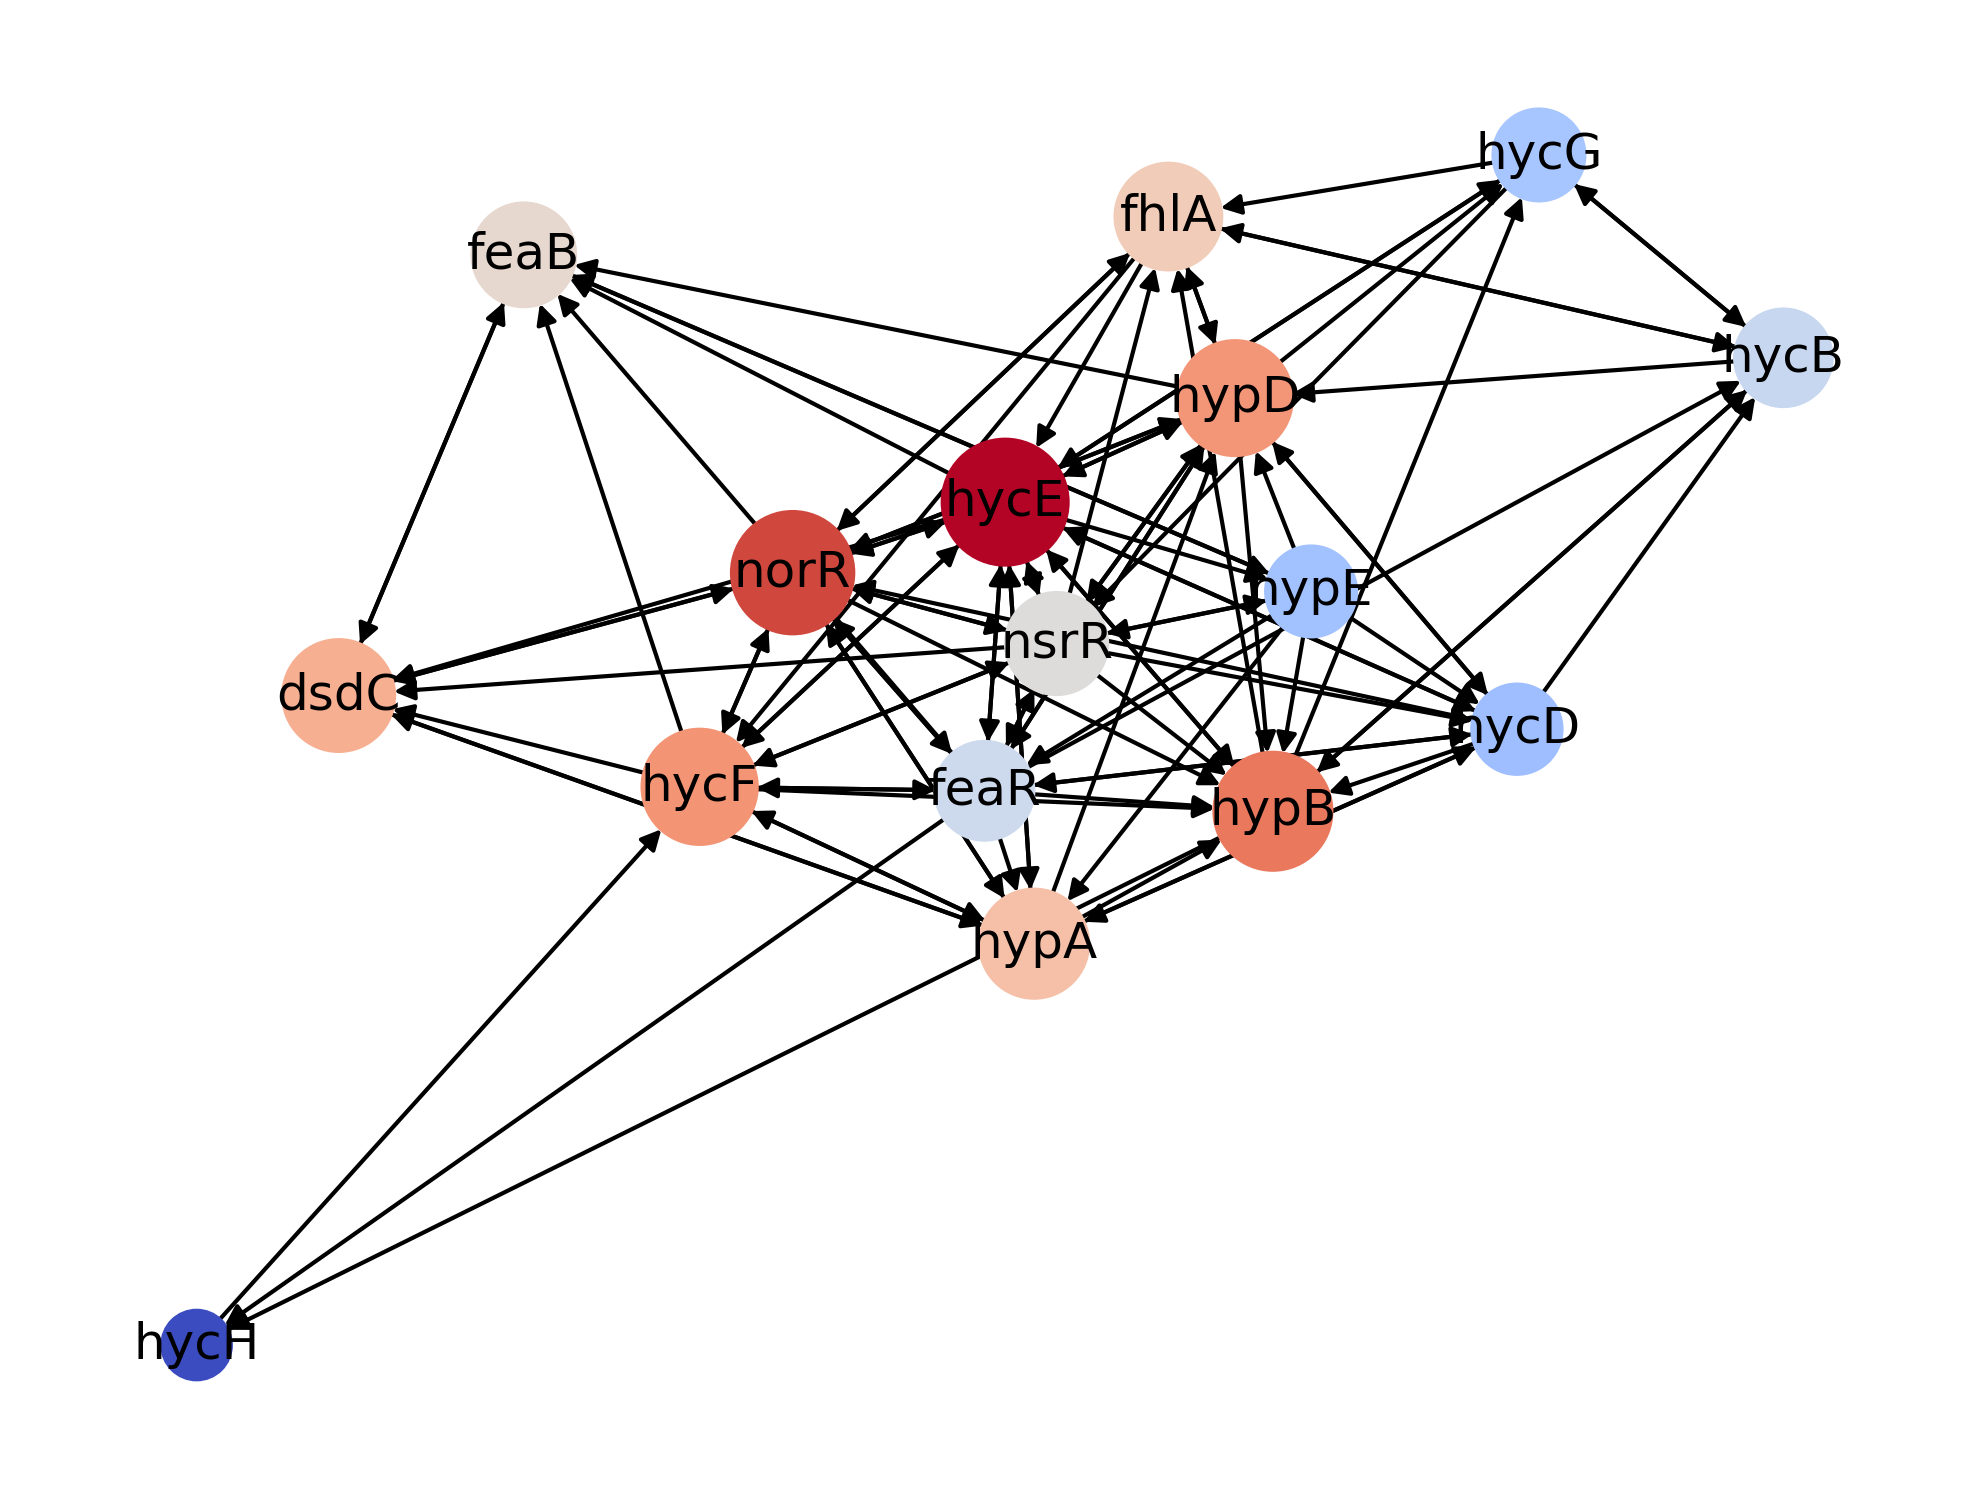 hycG
fhlA
feaB
hycB
hypD
hycE
norR
hypE
nsrR
dsdC
hycD
hycF
feaR
hypB
hypA
hycH